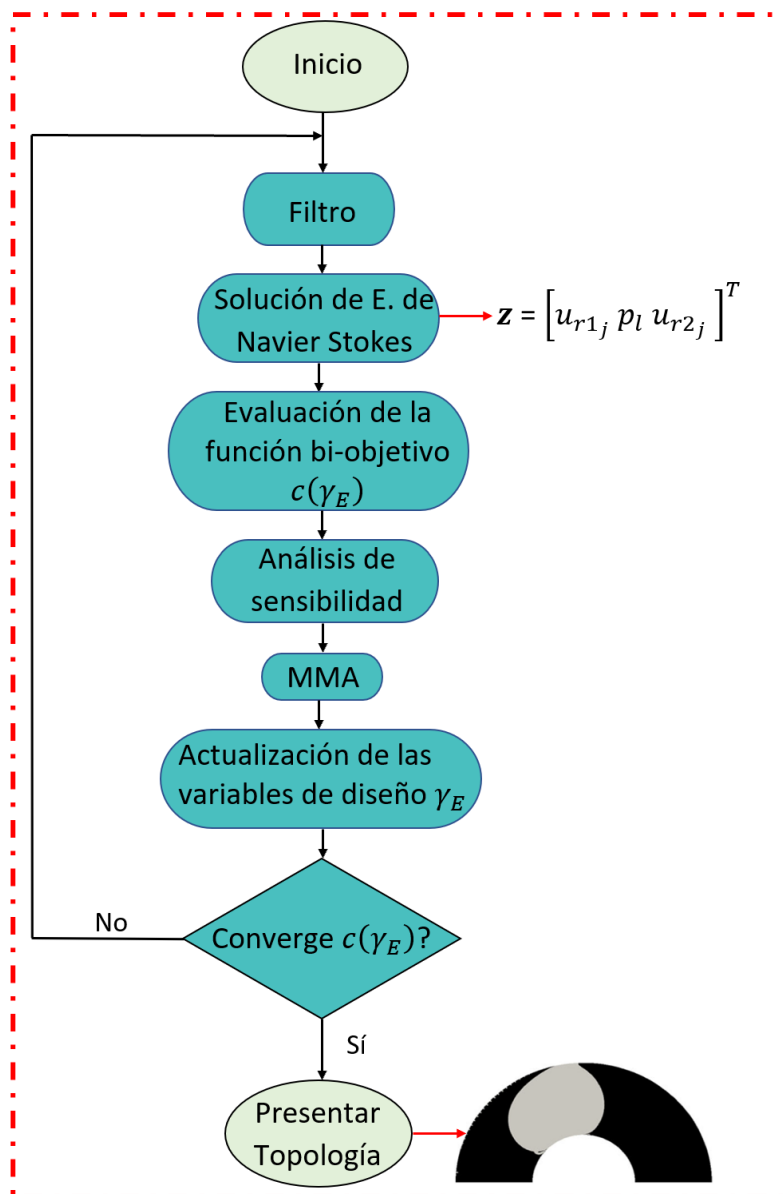 Inicio
Filtro
Solución de E. de
Navier Stokes
𝒛 = [u_{r1_j} p_l u_{r2_j}]^T
Evaluación de la
función bi-objetivo
c(γ_E)
Análisis de
sensibilidad
MMA
Actualización de las
variables de diseño γ_E
No
Converge c(γ_E)?
Sí
Presentar
Topología